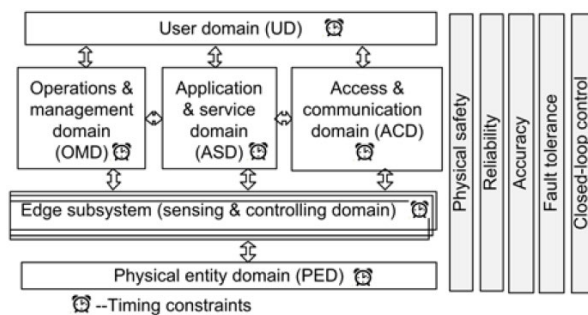 User domain (UD)
Operations &
management
domain
(OMD)
Application
& service
domain
(ASD)
Access &
communication
domain (ACD)
Edge subsystem (sensing & controlling domain)
Physical entity domain (PED)
--Timing constraints
Physical safety
Reliability
Accuracy
Fault tolerance
Closed-loop control